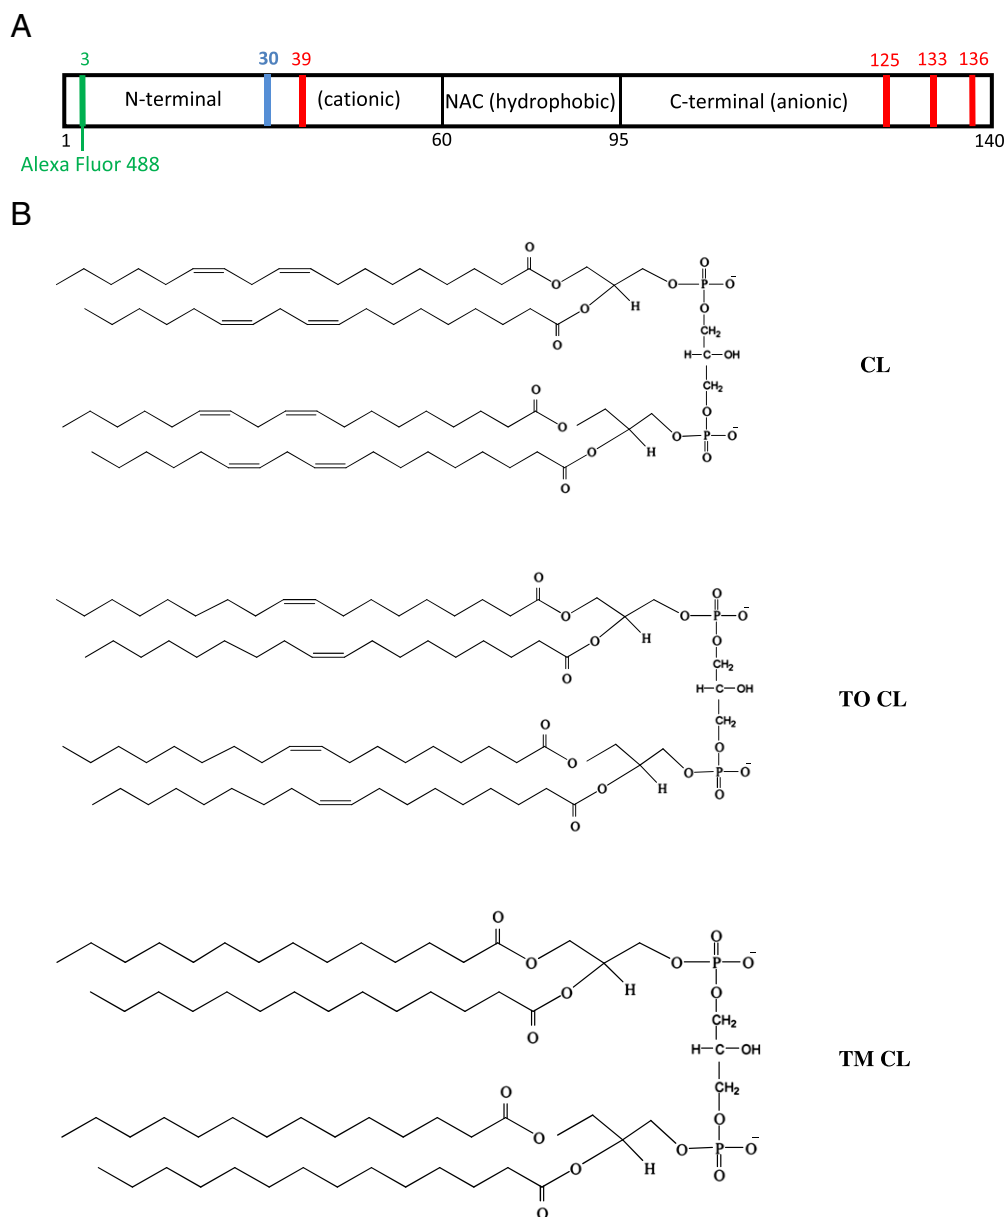 A
3 30 39 125 133 136
N-terminal (cationic) NAC (hydrophobic) C-terminal (anionic)
1 60 95 140
Alexa Fluor 488
B
O
O
O P O−
O H O
O CH2
H–C–OH
CL
O CH2
O
O O P O−
O H O
O
O
O
O P O−
O H O
O CH2
H–C–OH
TO CL
O CH2
O
O O P O−
O H O
O
O
O
O P O−
O H O
O CH2
H–C–OH
TM CL
O CH2
O
O O P O−
O H O
O